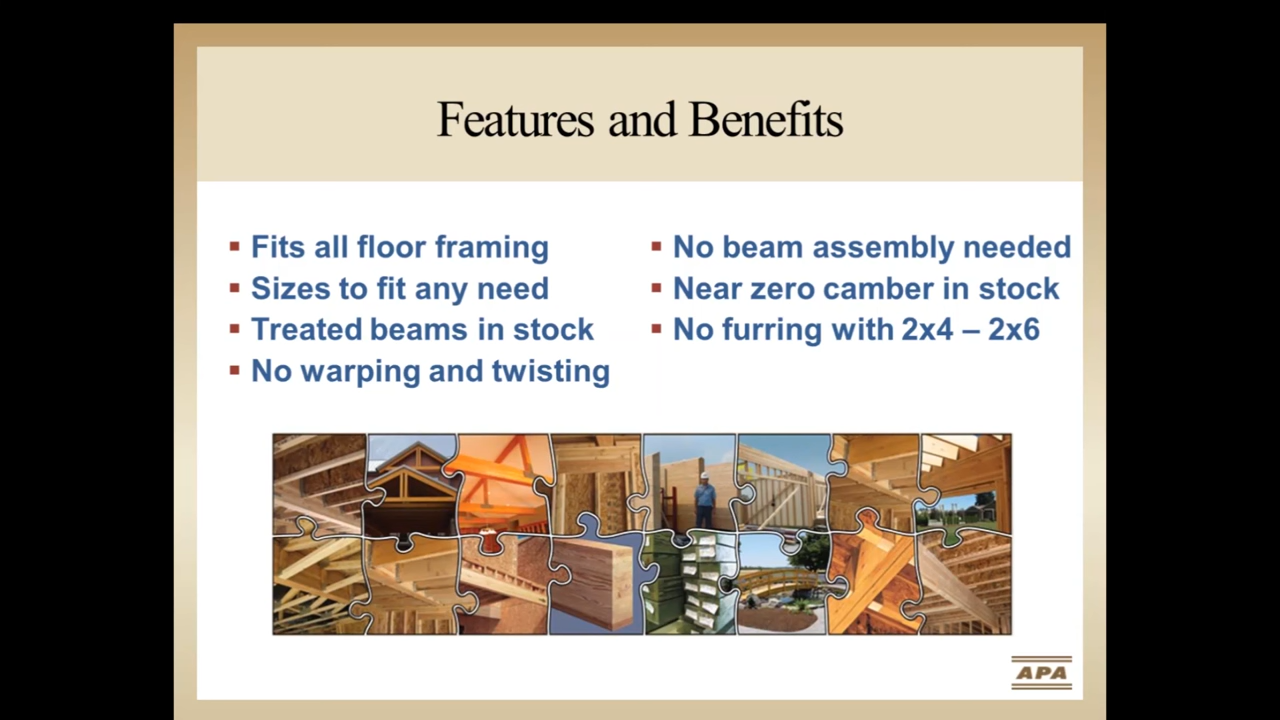 Features and Benefits
▪ Fits all floor framing
▪ Sizes to fit any need
▪ Treated beams in stock
▪ No warping and twisting
▪ No beam assembly needed
▪ Near zero camber in stock
▪ No furring with 2x4 – 2x6
APA